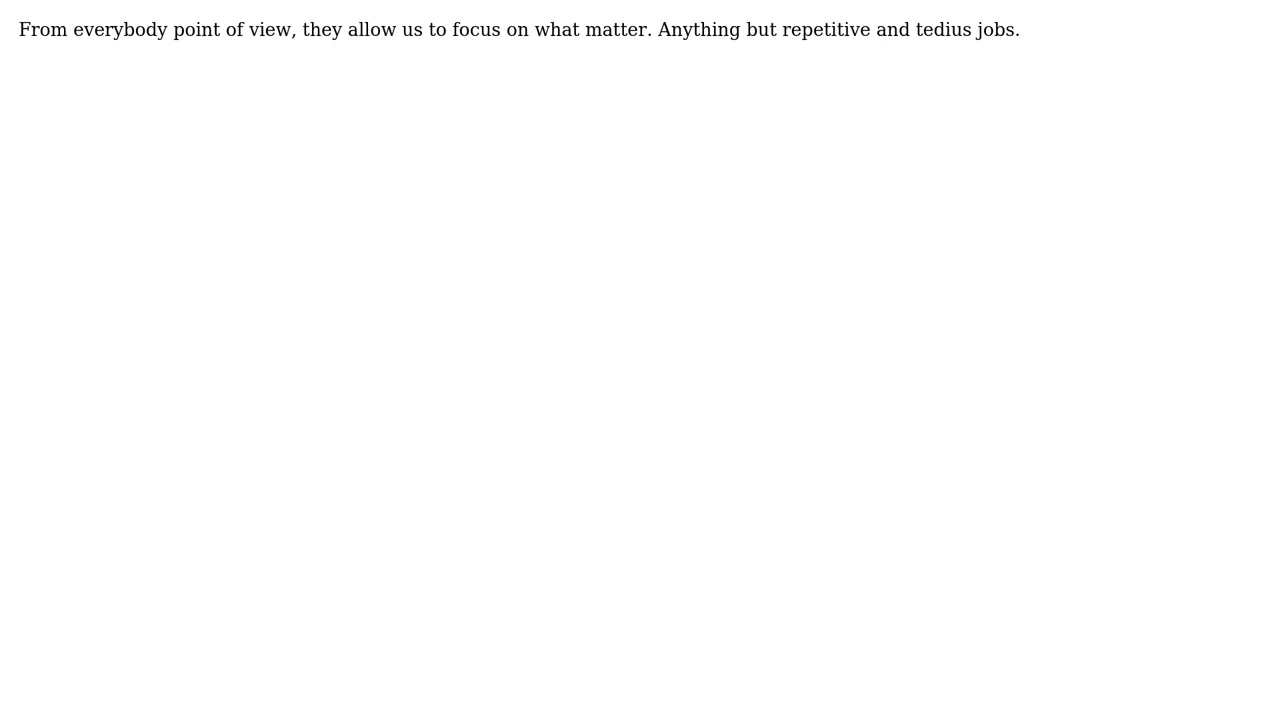 From everybody point of view, they allow us to focus on what matter. Anything but repetitive and tedius jobs.